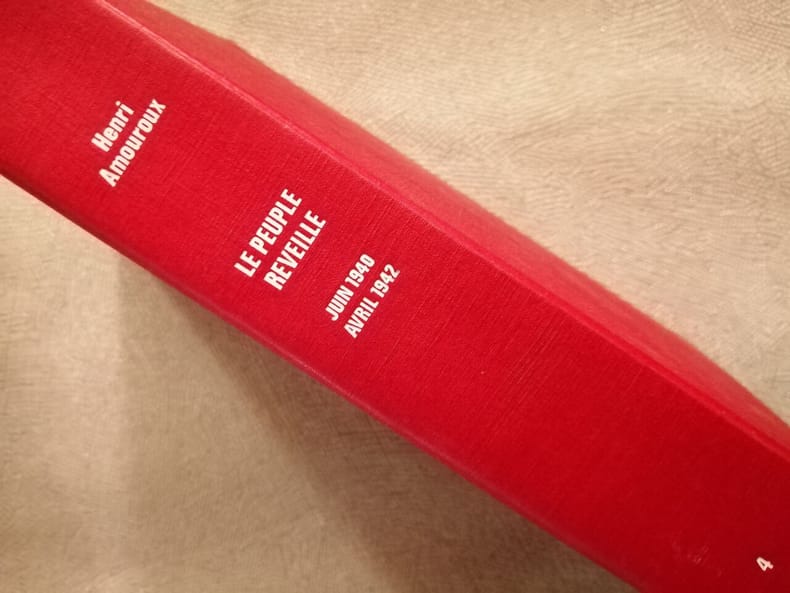 Henri
Amouroux
LE PEUPLE
REVEILLE
JUIN 1940
AVRIL 1942
4